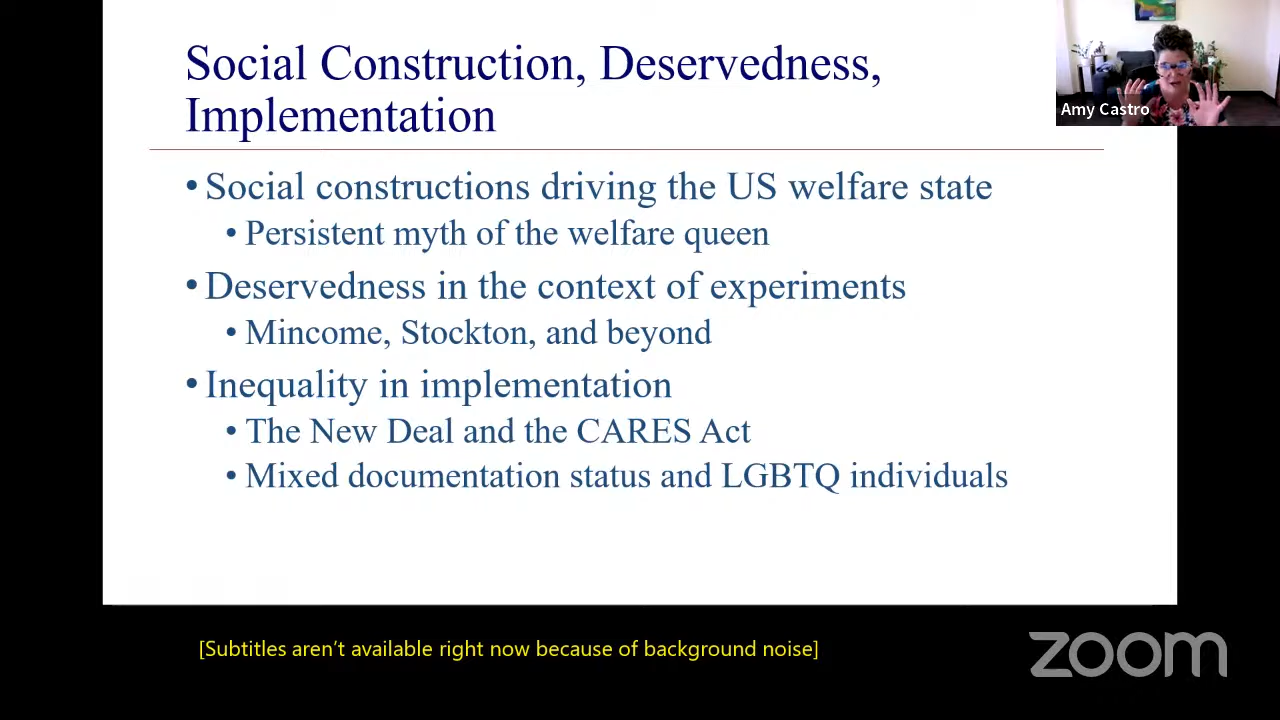 Social Construction, Deservedness,
Implementation
Amy Castro
• Social constructions driving the US welfare state
• Persistent myth of the welfare queen
• Deservedness in the context of experiments
• Mincome, Stockton, and beyond
• Inequality in implementation
• The New Deal and the CARES Act
• Mixed documentation status and LGBTQ individuals
[Subtitles aren't available right now because of background noise]
zoom